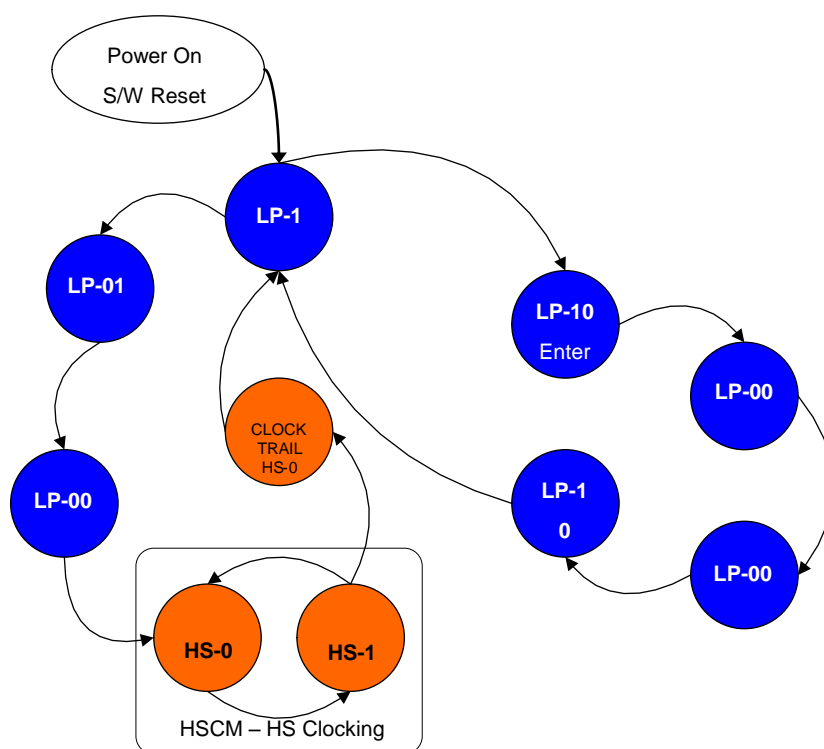 Power On
S/W Reset
LP-1
LP-01
LP-10
Enter
LP-00
CLOCK
TRAIL
HS-0
LP-00
LP-1
0
LP-00
HS-0
HS-1
HSCM – HS Clocking